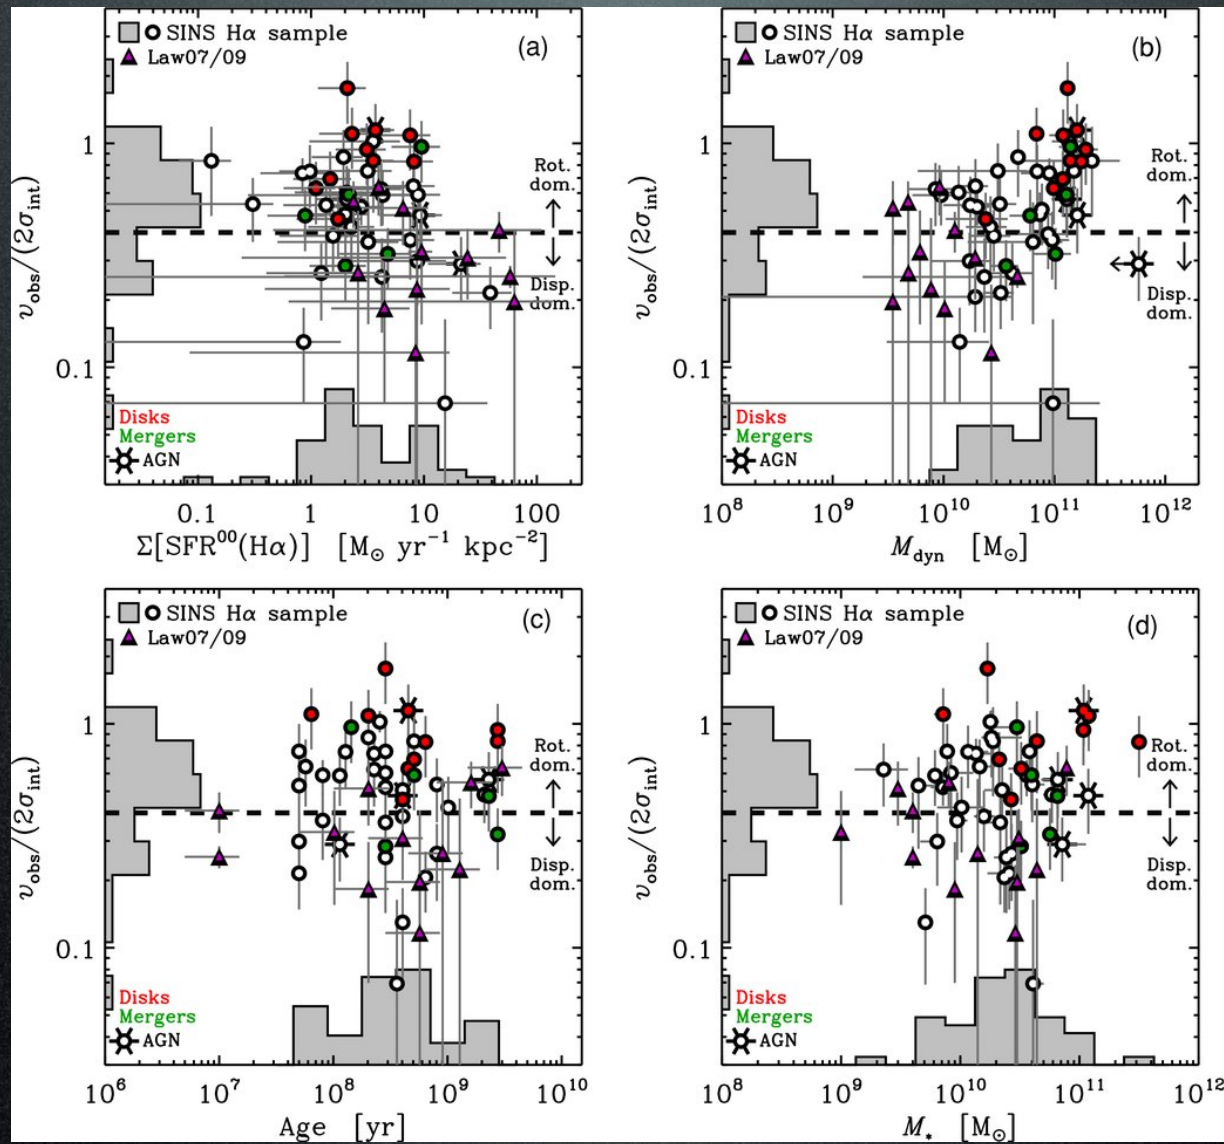 SINS Hα sample
Law07/09
(a)
Rot.
dom.
Disp.
dom.
Disks
Mergers
AGN
1
0.1
v_obs/(2σ_int)
0.1 1 10 100
Σ[SFR⁰⁰(Hα)] [M⊙ yr⁻¹ kpc⁻²]
SINS Hα sample
Law07/09
(b)
Rot.
dom.
Disp.
dom.
Disks
Mergers
AGN
1
0.1
v_obs/(2σ_int)
10⁸ 10⁹ 10¹⁰ 10¹¹ 10¹²
M_dyn [M⊙]
SINS Hα sample
Law07/09
(c)
Rot.
dom.
Disp.
dom.
Disks
Mergers
AGN
1
0.1
v_obs/(2σ_int)
10⁶ 10⁷ 10⁸ 10⁹ 10¹⁰
Age [yr]
SINS Hα sample
Law07/09
(d)
Rot.
dom.
Disp.
dom.
Disks
Mergers
AGN
1
0.1
v_obs/(2σ_int)
10⁸ 10⁹ 10¹⁰ 10¹¹ 10¹²
M_* [M⊙]